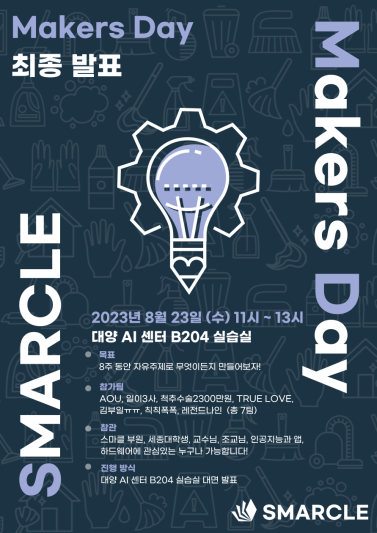 Makers Day
최종 발표
Makers Day
SMARCLE
2023년 8월 23일 (수) 11시 ~ 13시
대양 AI 센터 B204 실습실
목표
8주 동안 자유주제로 무엇이든지 만들어보자!
참가팀
AOU, 일이3사, 척추수술2300만원, TRUE LOVE,
김부일ㅠㅠ, 칙칙폭폭, 레전드나인 (총 7팀)
참관
스마클 부원, 세종대학생, 교수님, 조교님, 인공지능과 앱,
하드웨어에 관심있는 누구나 가능합니다!
진행 방식
대양 AI 센터 B204 실습실 대면 발표
SMARCLE